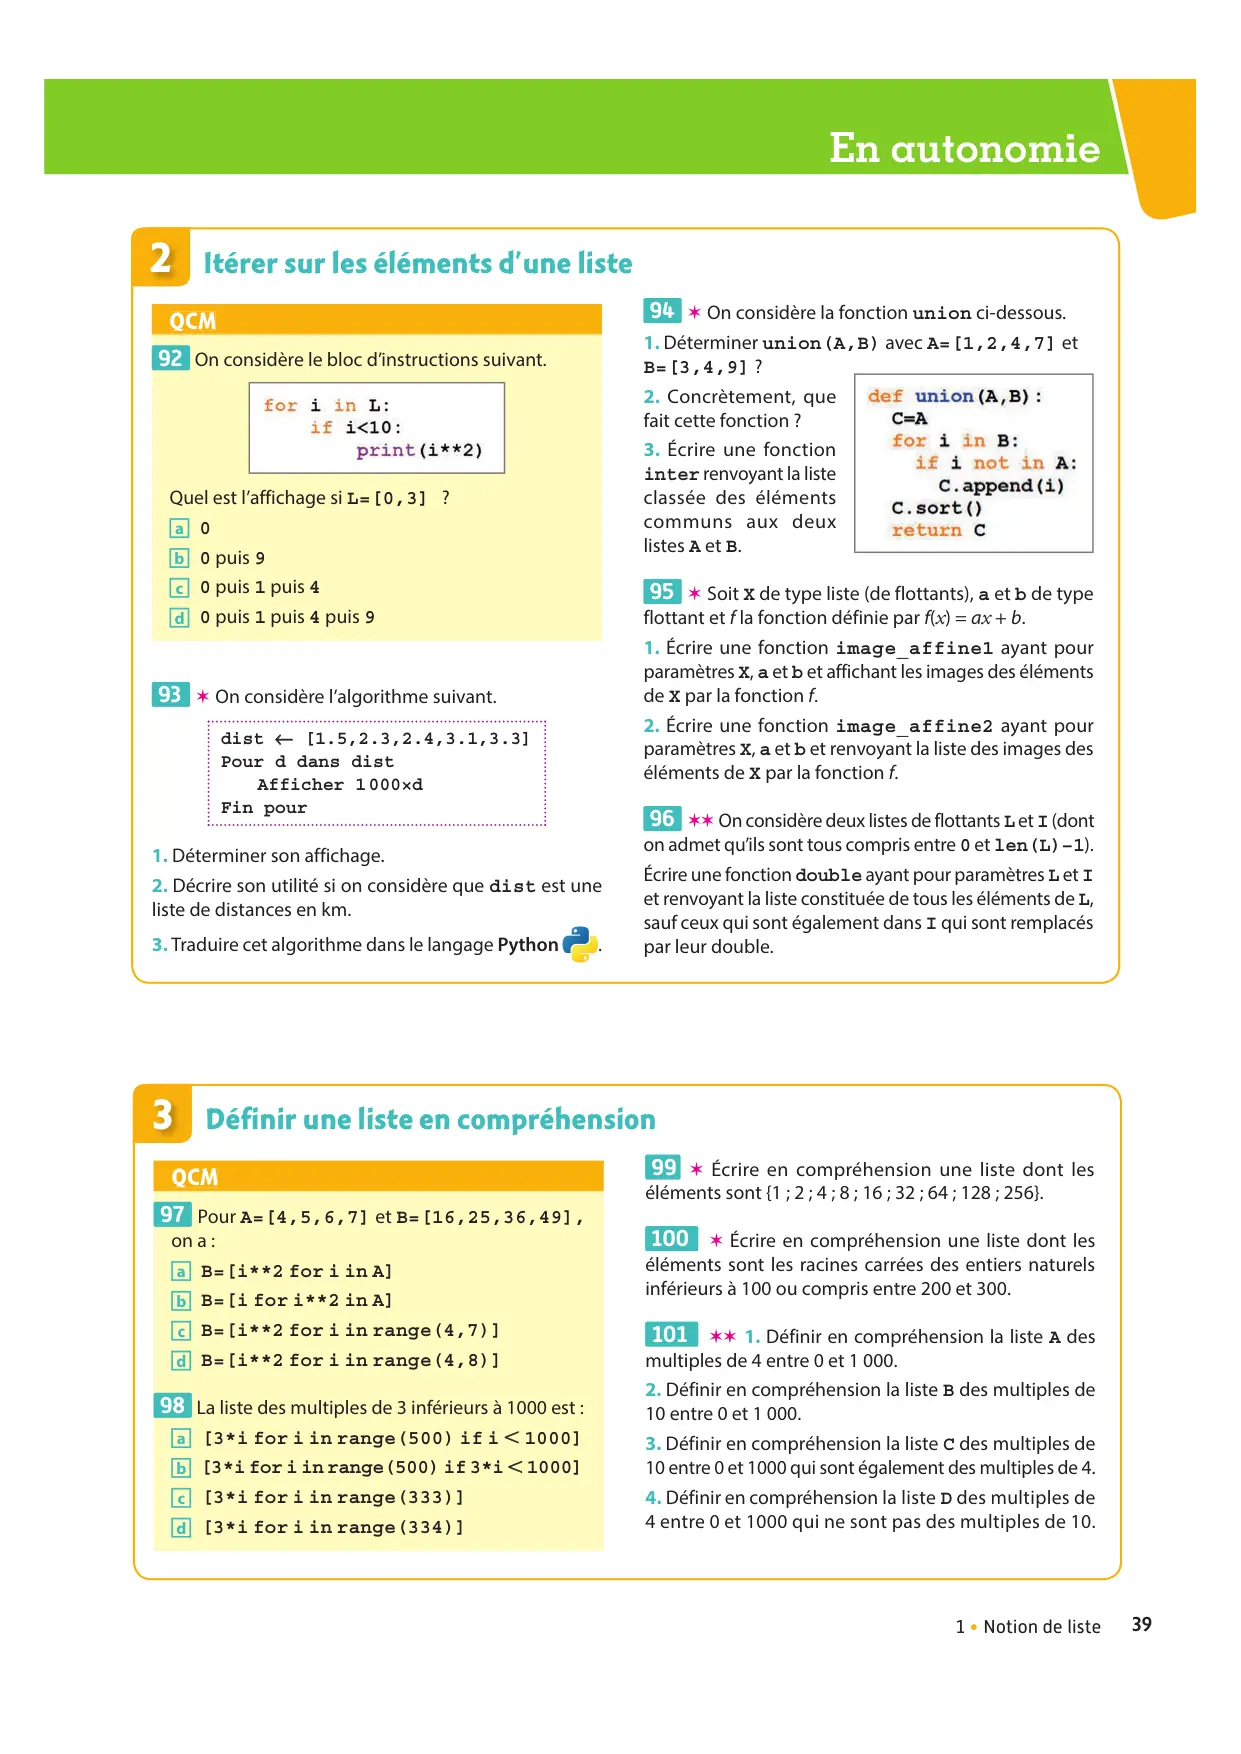 En autonomie
2 Itérer sur les éléments d’une liste
QCM
92 On considère le bloc d’instructions suivant.
for i in L:
    if i<10:
        print(i**2)
Quel est l’affichage si L=[0,3] ?
a 0
b 0 puis 9
c 0 puis 1 puis 4
d 0 puis 1 puis 4 puis 9
93 ✶ On considère l’algorithme suivant.
dist ← [1.5,2.3,2.4,3.1,3.3]
Pour d dans dist
    Afficher 1000×d
Fin pour
1. Déterminer son affichage.
2. Décrire son utilité si on considère que dist est une
liste de distances en km.
3. Traduire cet algorithme dans le langage Python .
94 ✶ On considère la fonction union ci-dessous.
1. Déterminer union(A,B) avec A=[1,2,4,7] et
B=[3,4,9] ?
2. Concrètement, que
fait cette fonction ?
3. Écrire une fonction
inter renvoyant la liste
classée des éléments
communs aux deux
listes A et B.
def union(A,B):
    C=A
    for i in B:
        if i not in A:
            C.append(i)
    C.sort()
    return C
95 ✶ Soit X de type liste (de flottants), a et b de type
flottant et f la fonction définie par f(x) = ax + b.
1. Écrire une fonction image_affine1 ayant pour
paramètres X, a et b et affichant les images des éléments
de X par la fonction f.
2. Écrire une fonction image_affine2 ayant pour
paramètres X, a et b et renvoyant la liste des images des
éléments de X par la fonction f.
96 ✶✶ On considère deux listes de flottants L et I (dont
on admet qu’ils sont tous compris entre 0 et len(L)–1).
Écrire une fonction double ayant pour paramètres L et I
et renvoyant la liste constituée de tous les éléments de L,
sauf ceux qui sont également dans I qui sont remplacés
par leur double.
3 Définir une liste en compréhension
QCM
97 Pour A=[4,5,6,7] et B=[16,25,36,49],
on a :
a B=[i**2 for i in A]
b B=[i for i**2 in A]
c B=[i**2 for i in range(4,7)]
d B=[i**2 for i in range(4,8)]
98 La liste des multiples de 3 inférieurs à 1000 est :
a [3*i for i in range(500) if i < 1000]
b [3*i for i in range(500) if 3*i < 1000]
c [3*i for i in range(333)]
d [3*i for i in range(334)]
99 ✶ Écrire en compréhension une liste dont les
éléments sont {1 ; 2 ; 4 ; 8 ; 16 ; 32 ; 64 ; 128 ; 256}.
100 ✶ Écrire en compréhension une liste dont les
éléments sont les racines carrées des entiers naturels
inférieurs à 100 ou compris entre 200 et 300.
101 ✶✶ 1. Définir en compréhension la liste A des
multiples de 4 entre 0 et 1 000.
2. Définir en compréhension la liste B des multiples de
10 entre 0 et 1 000.
3. Définir en compréhension la liste C des multiples de
10 entre 0 et 1000 qui sont également des multiples de 4.
4. Définir en compréhension la liste D des multiples de
4 entre 0 et 1000 qui ne sont pas des multiples de 10.
1 • Notion de liste 39